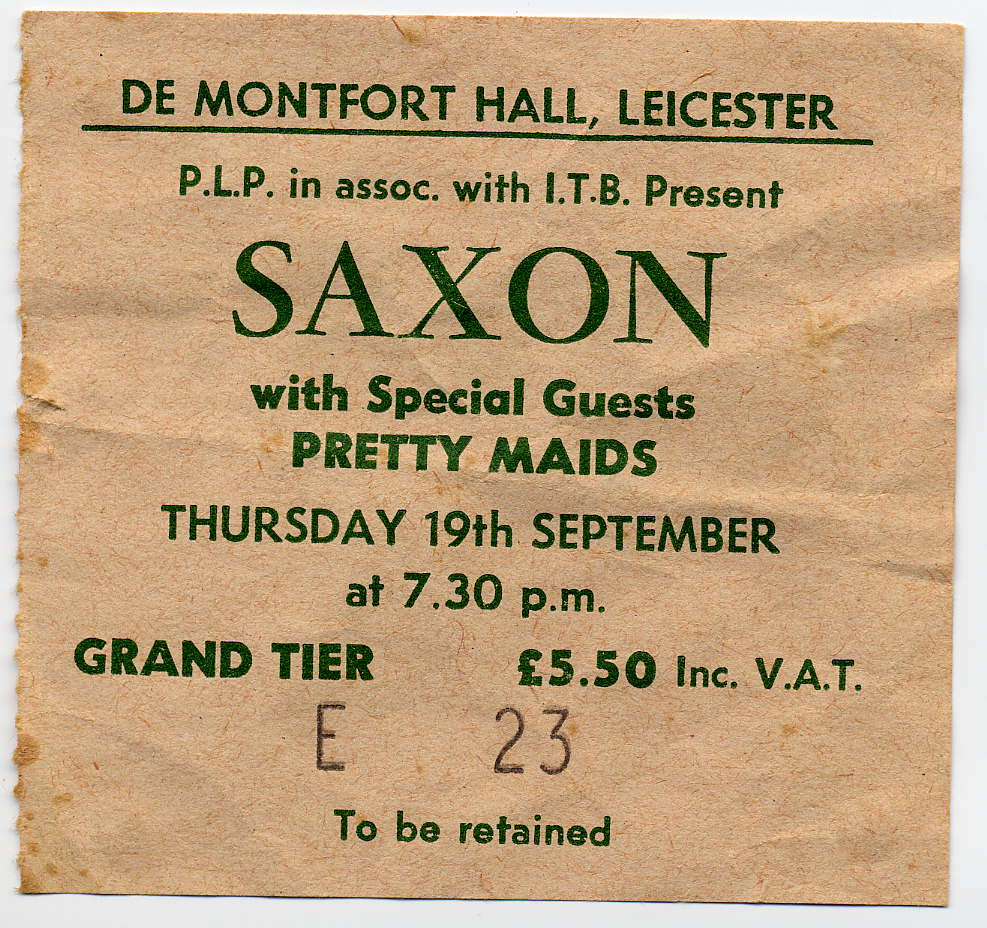 DE MONTFORT HALL, LEICESTER
P.L.P. in assoc. with I.T.B. Present
SAXON
with Special Guests
PRETTY MAIDS
THURSDAY 19th SEPTEMBER
at 7.30 p.m.
GRAND TIER £5.50 Inc. V.A.T.
E 23
To be retained